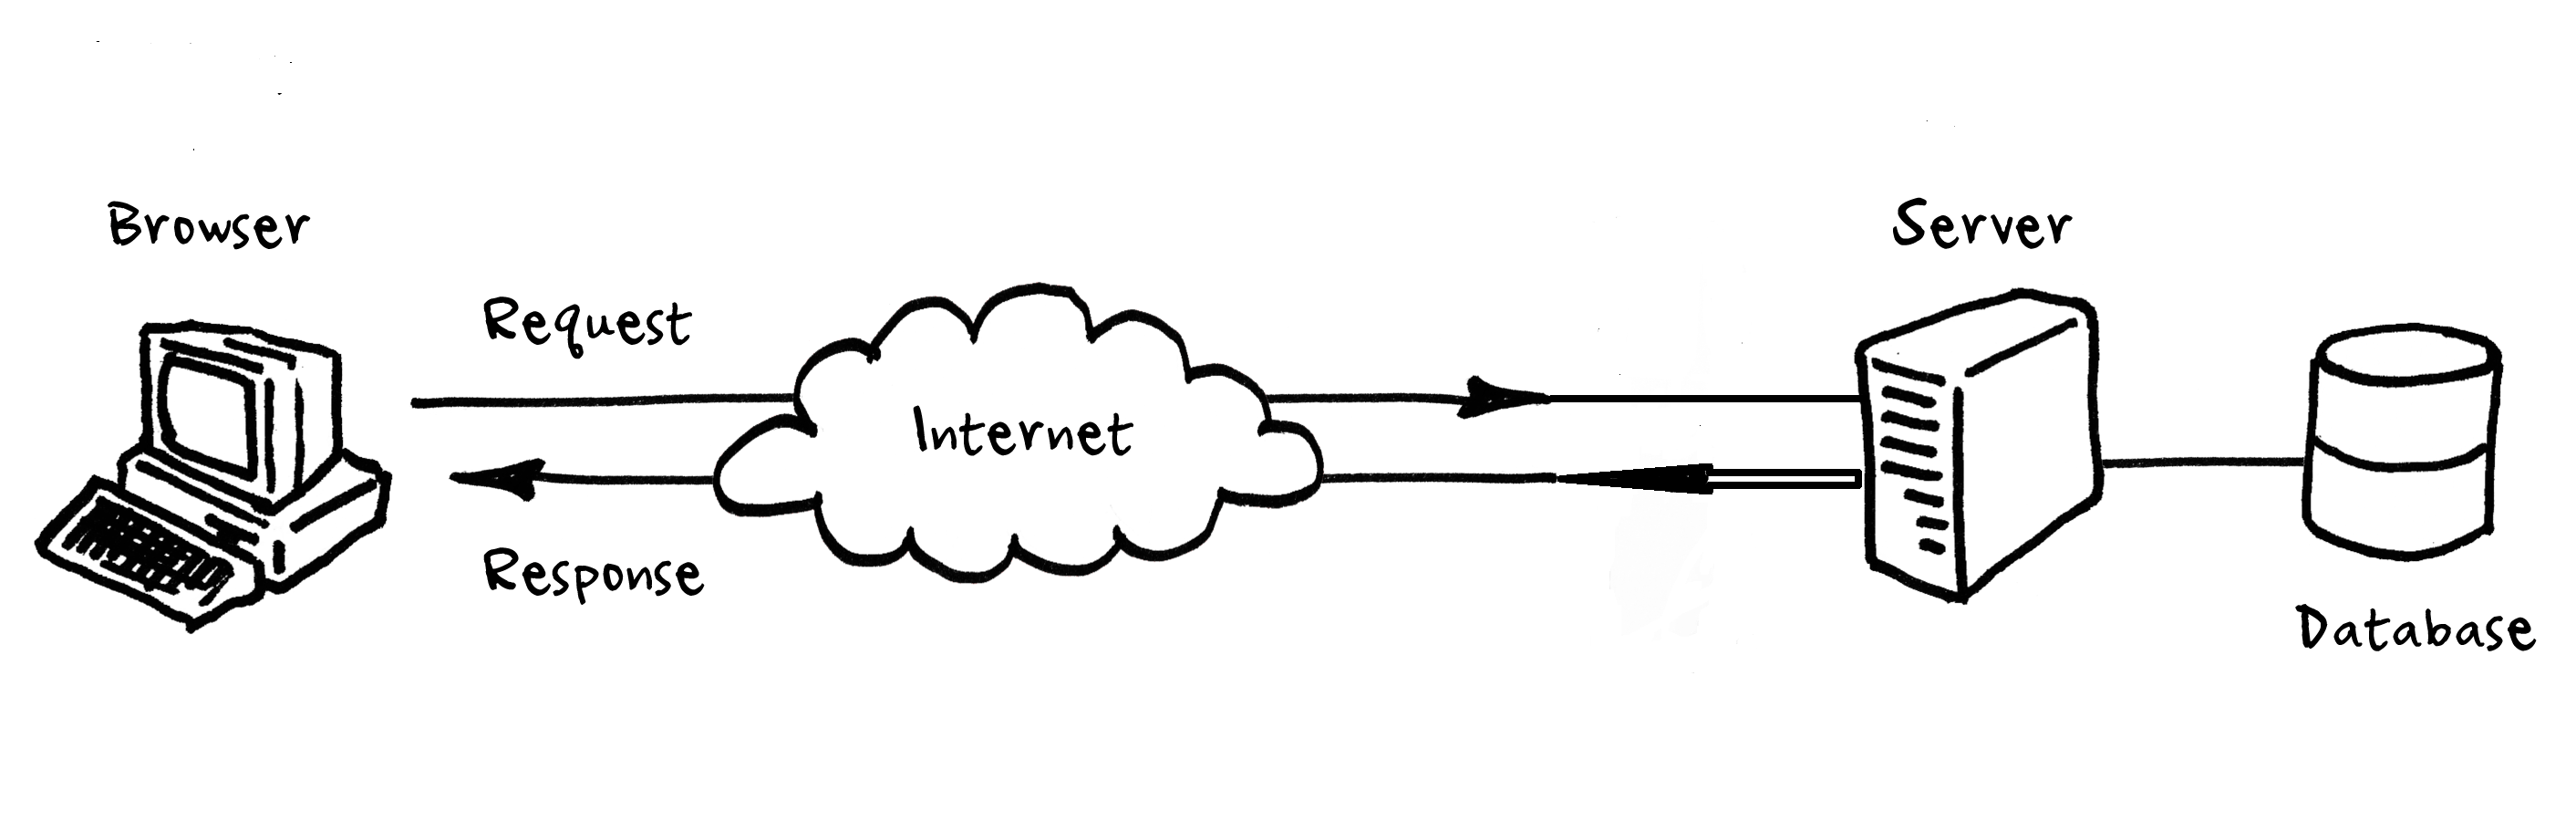 Browser
Server
Request
Internet
Response
Database